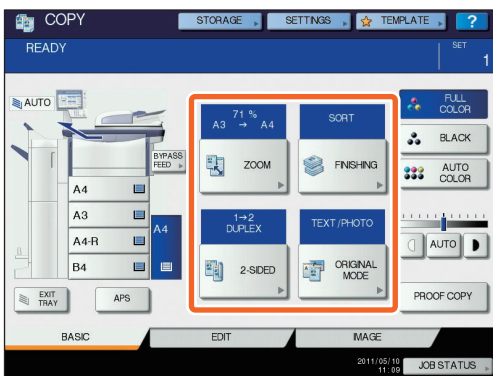 COPY
STORAGE
SETTINGS
TEMPLATE
?
READY
SET
1
AUTO
71 %
A3 → A4
ZOOM
SORT
FINISHING
FULL
COLOR
BLACK
AUTO
COLOR
BYPASS
FEED
A4
A3
A4-R
B4
A4
1→2
DUPLEX
2-SIDED
TEXT/PHOTO
ORIGINAL
MODE
AUTO
EXIT
TRAY
APS
PROOF COPY
BASIC
EDIT
IMAGE
2011/05/10
11:09
JOB STATUS